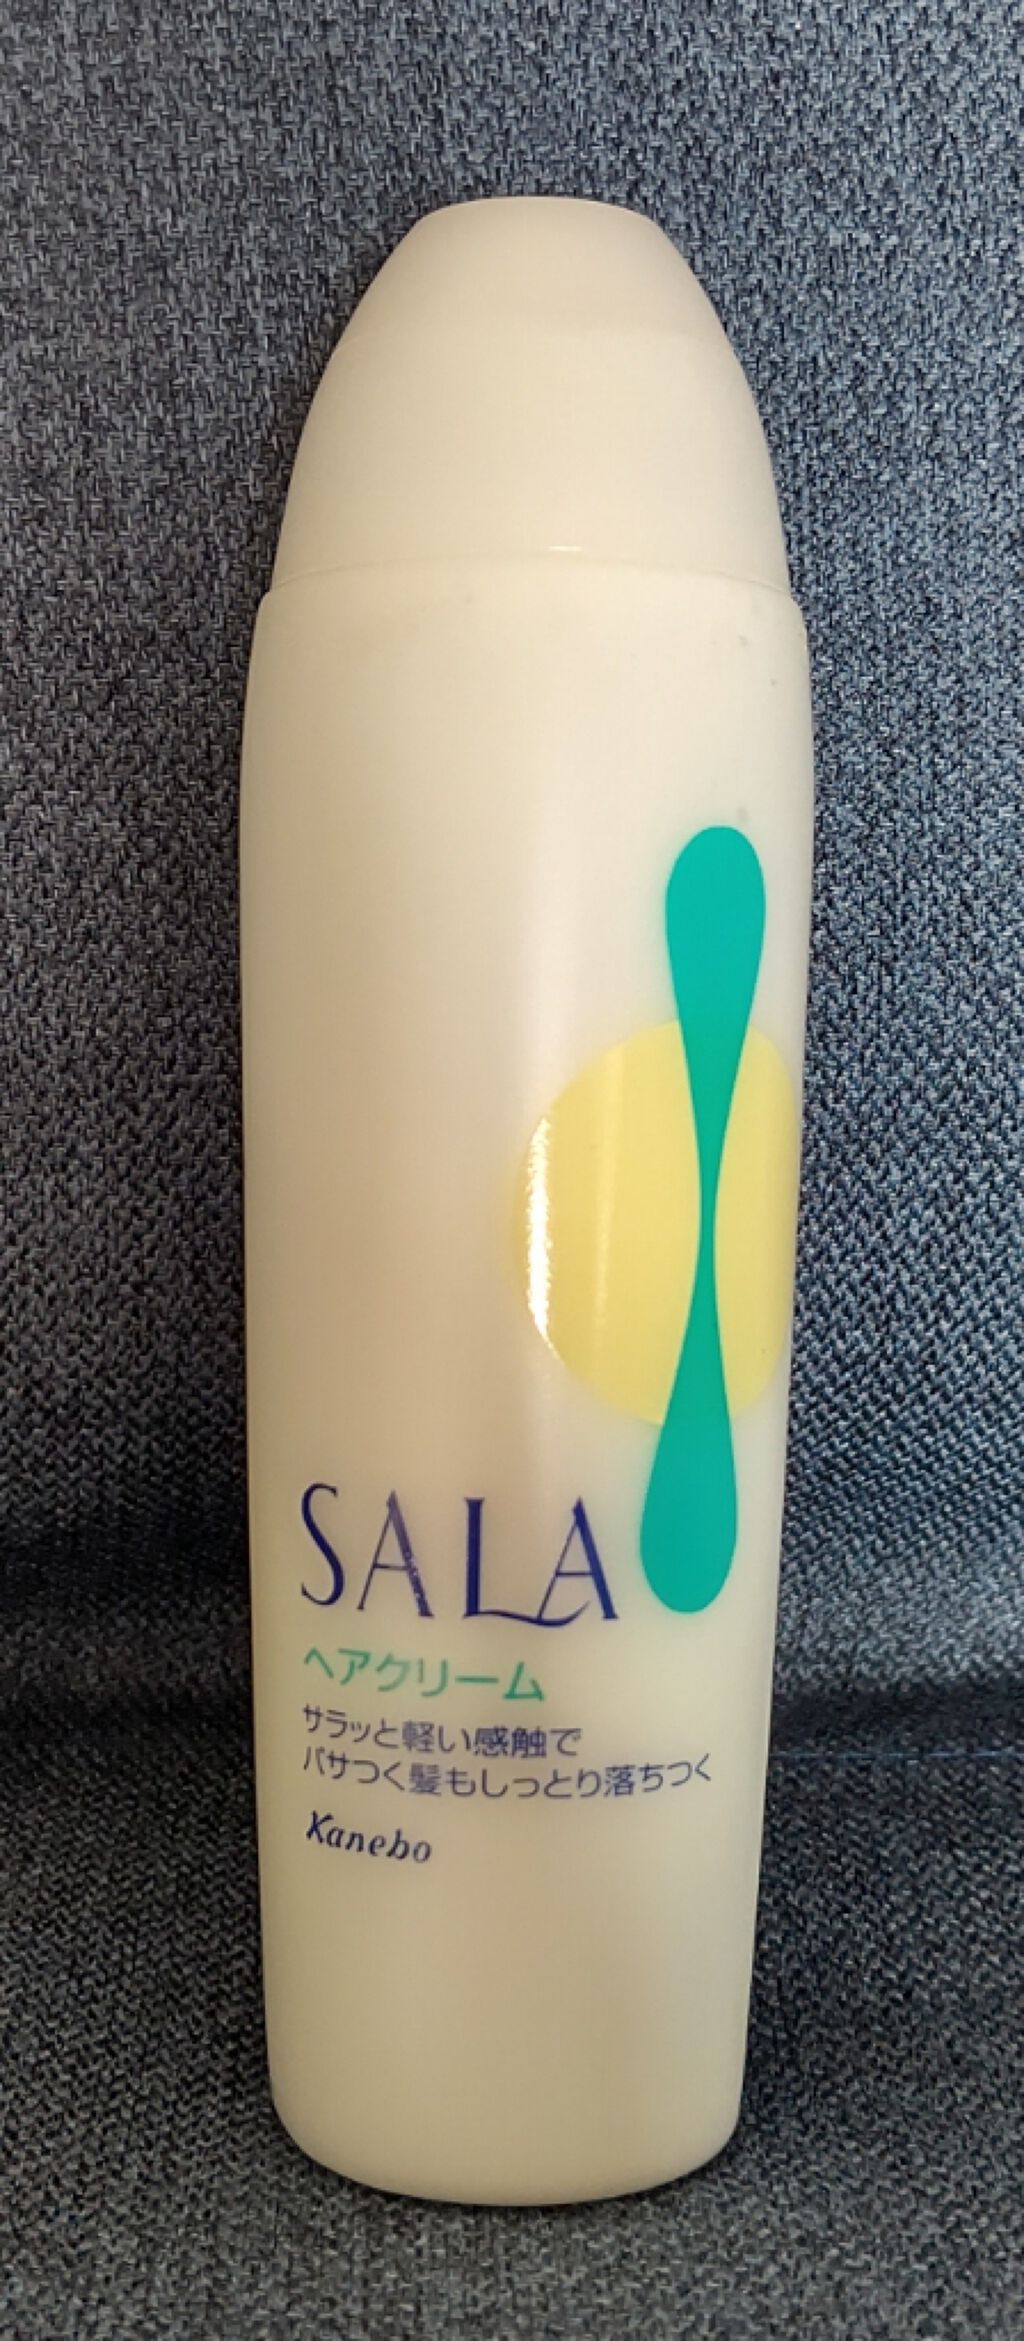 SALA
ヘアクリーム
サラッと軽い感触で
パサつく髪もしっとり落ちつく
Kanebo